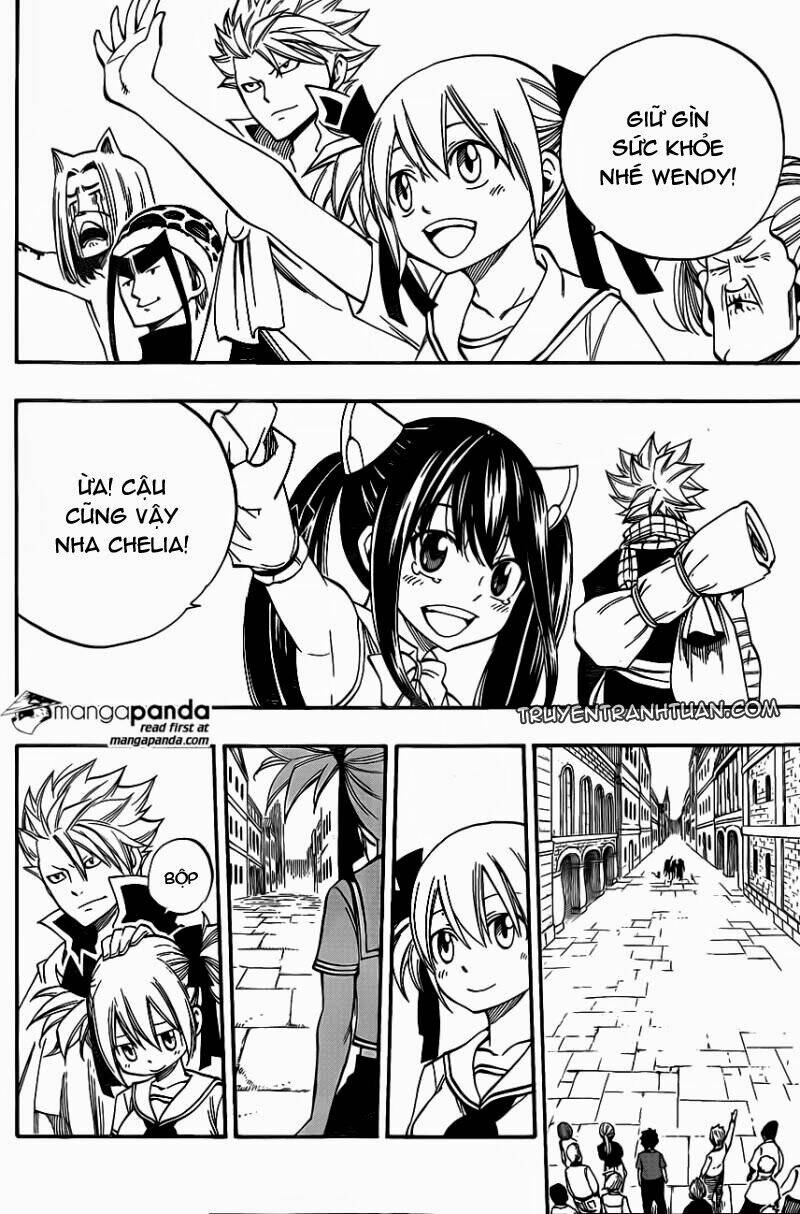 GIỮ GÌN
SỨC KHỎE
NHÉ WENDY!
ỪA! CẬU
CŨNG VẬY
NHA CHELIA!
mangapanda
read first at
mangapanda.com
TRUYENTRANHTUAN.COM
BỘP